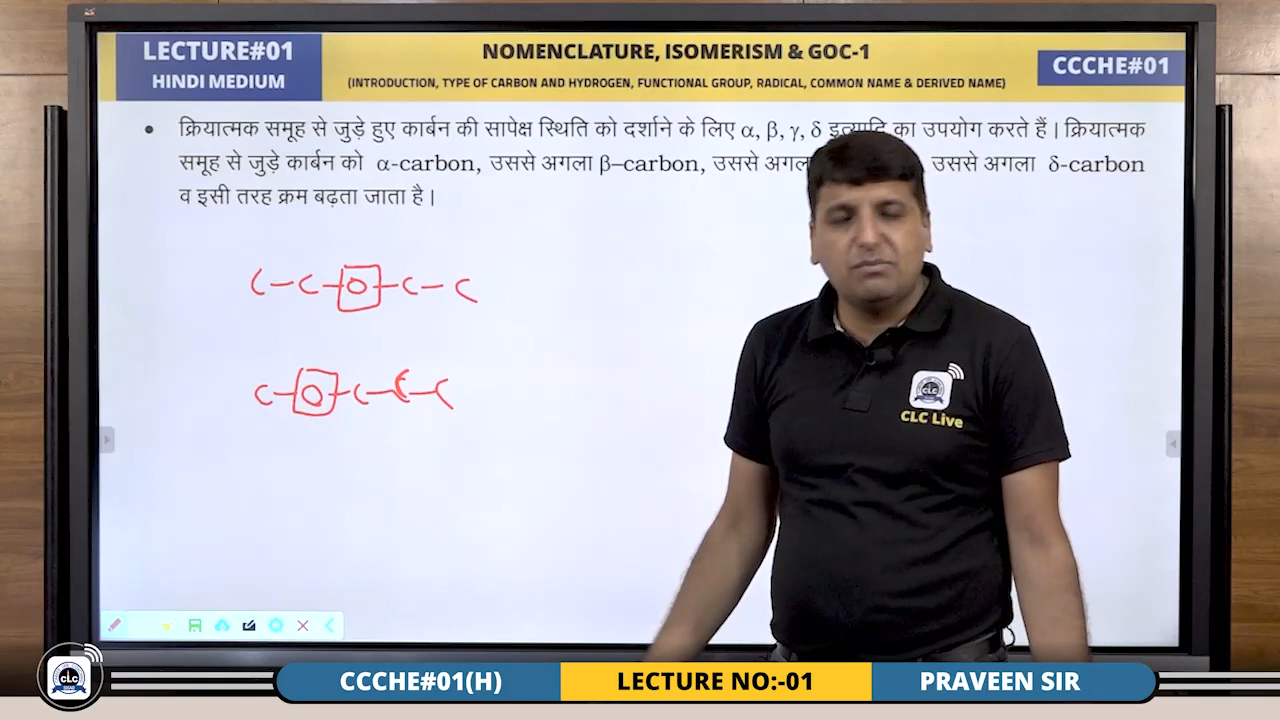 LECTURE#01
HINDI MEDIUM
NOMENCLATURE, ISOMERISM & GOC-1
(INTRODUCTION, TYPE OF CARBON AND HYDROGEN, FUNCTIONAL GROUP, RADICAL, COMMON NAME & DERIVED NAME)
CCCHE#01
• क्रियात्मक समूह से जुड़े हुए कार्बन की सापेक्ष स्थिति को दर्शाने के लिए α, β, γ, δ इत्यादि का उपयोग करते हैं। क्रियात्मक
समूह से जुड़े कार्बन को α-carbon, उससे अगला β–carbon, उससे δ-carbon उससे अगला
व इसी तरह क्रम बढ़ता जाता है।
C-C-O-C-C
C-O-C-C-C
CLC
CLC Live
CLC
CCCHE#01(H)
LECTURE NO:-01
PRAVEEN SIR